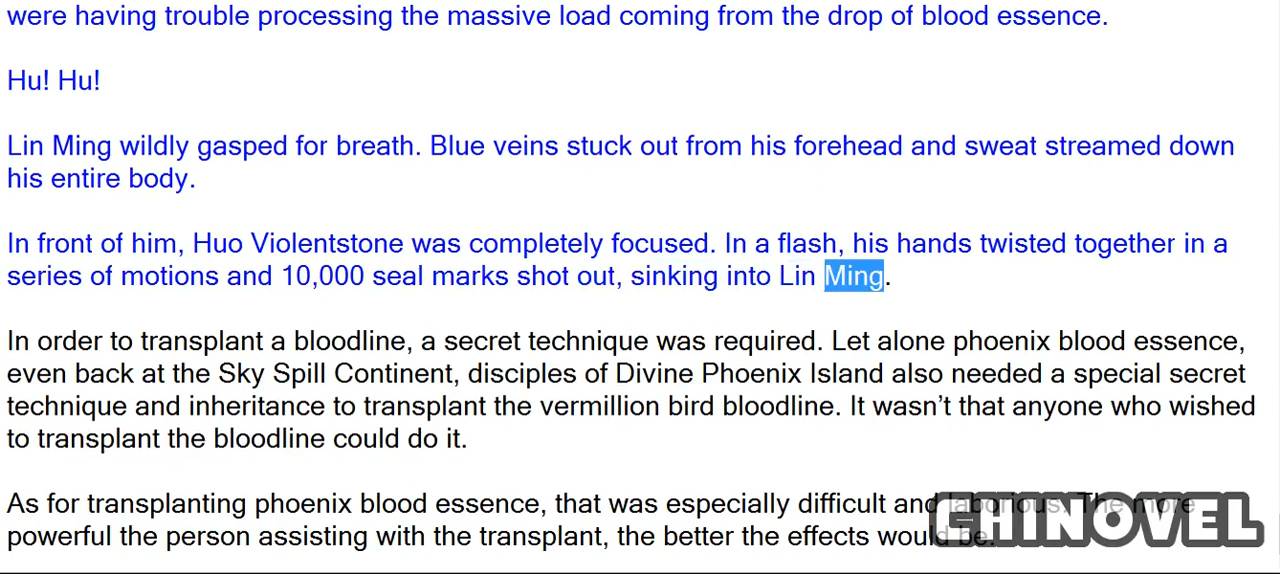 were having trouble processing the massive load coming from the drop of blood essence.
Hu! Hu!
Lin Ming wildly gasped for breath. Blue veins stuck out from his forehead and sweat streamed down
his entire body.
In front of him, Huo Violentstone was completely focused. In a flash, his hands twisted together in a
series of motions and 10,000 seal marks shot out, sinking into Lin Ming.
In order to transplant a bloodline, a secret technique was required. Let alone phoenix blood essence,
even back at the Sky Spill Continent, disciples of Divine Phoenix Island also needed a special secret
technique and inheritance to transplant the vermillion bird bloodline. It wasn’t that anyone who wished
to transplant the bloodline could do it.
As for transplanting phoenix blood essence, that was especially difficult and laborious. The more
powerful the person assisting with the transplant, the better the effects would be.
CHINOVEL